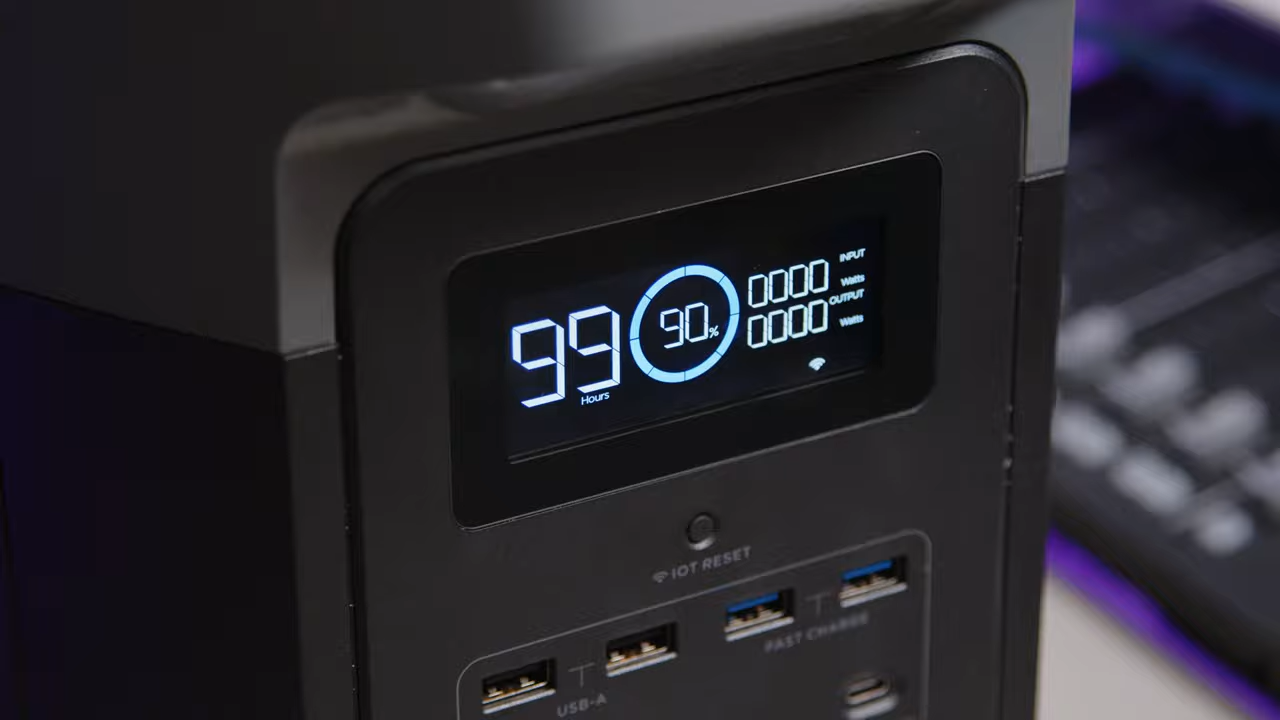 99
Hours
90%
0000 INPUT
Watts
0000 OUTPUT
Watts
IOT RESET
USB-A
FAST CHARGE